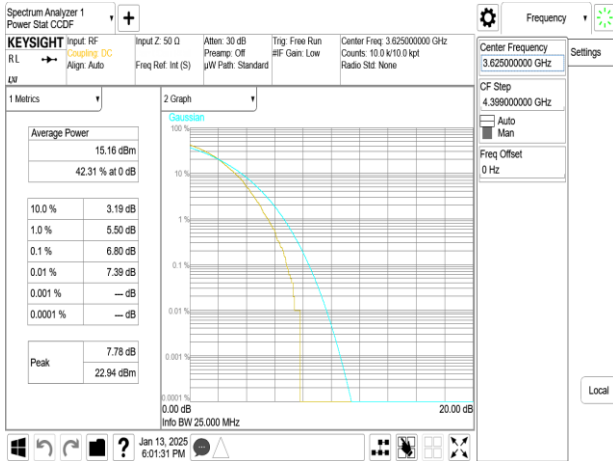 Spectrum Analyzer 1
Power Stat CCDF
Frequency
Settings
KEYSIGHT
RL
LXI
Input: RF
Coupling: DC
Align: Auto
Input Z: 50 Ω
Freq Ref: Int (S)
Atten: 30 dB
Preamp: Off
µW Path: Standard
Trig: Free Run
#IF Gain: Low
Center Freq: 3.625000000 GHz
Counts: 10.0 k/10.0 kpt
Radio Std: None
Center Frequency
3.625000000 GHz
CF Step
4.399000000 GHz
Auto
Man
Freq Offset
0 Hz
Local
1 Metrics
Average Power
15.16 dBm
42.31 % at 0 dB
10.0 % 3.19 dB
1.0 % 5.50 dB
0.1 % 6.80 dB
0.01 % 7.39 dB
0.001 % --- dB
0.0001 % --- dB
Peak 7.78 dB
22.94 dBm
2 Graph
Gaussian
100 %
10 %
1 %
0.1 %
0.01 %
0.001 %
0.0001 %
0.00 dB 20.00 dB
Info BW 25.000 MHz
? Jan 13, 2025
6:01:31 PM